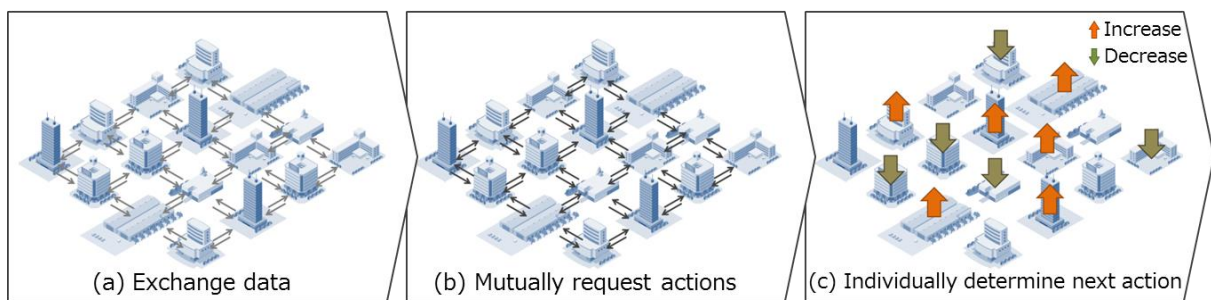 Increase
Decrease
(a) Exchange data
(b) Mutually request actions
(c) Individually determine next action